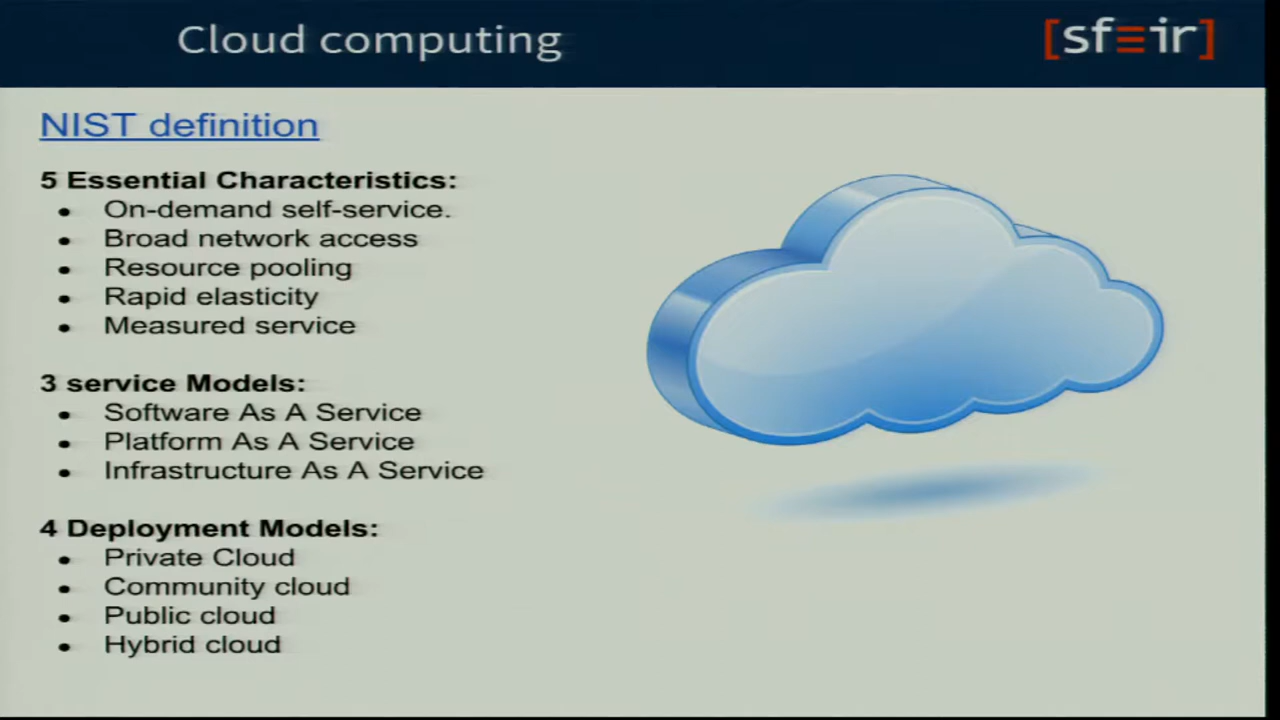 Cloud computing
[sfeir]
NIST definition
5 Essential Characteristics:
• On-demand self-service.
• Broad network access
• Resource pooling
• Rapid elasticity
• Measured service
3 service Models:
• Software As A Service
• Platform As A Service
• Infrastructure As A Service
4 Deployment Models:
• Private Cloud
• Community cloud
• Public cloud
• Hybrid cloud